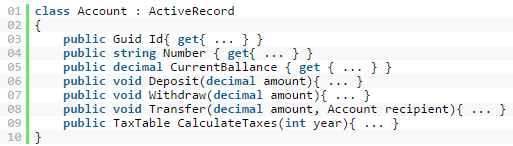 01 class Account : ActiveRecord
02 {
03     public Guid Id{ get{ ... } }
04     public string Number { get{ ... } }
05     public decimal CurrentBallance { get { ... } }
06     public void Deposit(decimal amount){ ... }
07     public void Withdraw(decimal amount){ ... }
08     public void Transfer(decimal amount, Account recipient){ ... }
09     public TaxTable CalculateTaxes(int year){ ... }
10 }